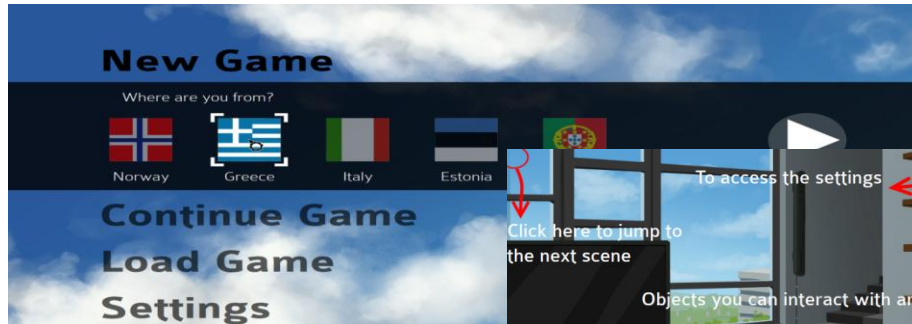 New Game
Where are you from?
Norway Greece Italy Estonia
Continue Game
Load Game
Settings
To access the settings
Click here to jump to
the next scene
Objects you can interact with